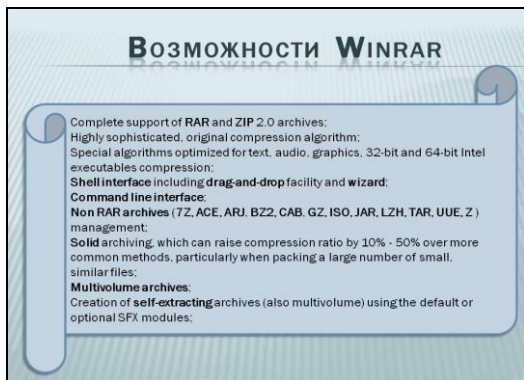 Возможности Winrar
Complete support of RAR and ZIP 2.0 archives;
Highly sophisticated, original compression algorithm;
Special algorithms optimized for text, audio, graphics, 32-bit and 64-bit Intel
executables compression;
Shell interface including drag-and-drop facility and wizard;
Command line interface;
Non RAR archives (7Z, ACE, ARJ, BZ2, CAB, GZ, ISO, JAR, LZH, TAR, UUE, Z )
management;
Solid archiving, which can raise compression ratio by 10% - 50% over more
common methods, particularly when packing a large number of small,
similar files;
Multivolume archives;
Creation of self-extracting archives (also multivolume) using the default or
optional SFX modules;